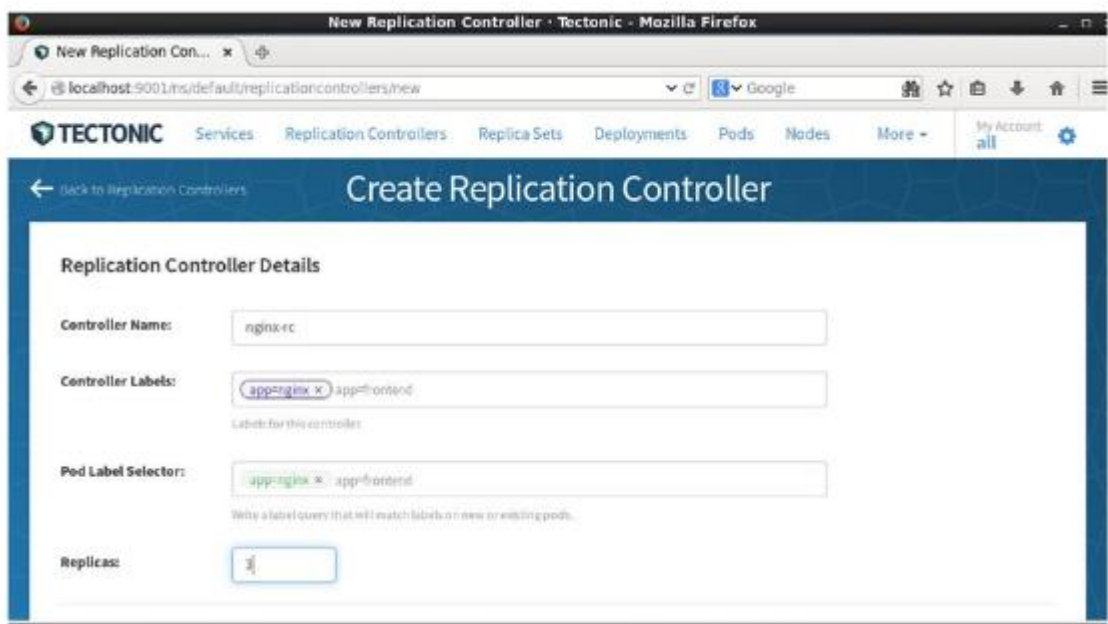 New Replication Controller · Tectonic - Mozilla Firefox
New Replication Con... ×
localhost:9001/ns/default/replicationcontrollers/new
Google
TECTONIC Services Replication Controllers Replica Sets Deployments Pods Nodes More
My Account
all
Back to Replication Controllers
Create Replication Controller
Replication Controller Details
Controller Name: nginx-rc
Controller Labels: app=nginx × app=frontend
Labels for this controller.
Pod Label Selector: app=nginx × app=frontend
Write a label query that will match labels on new or existing pods.
Replicas: 3